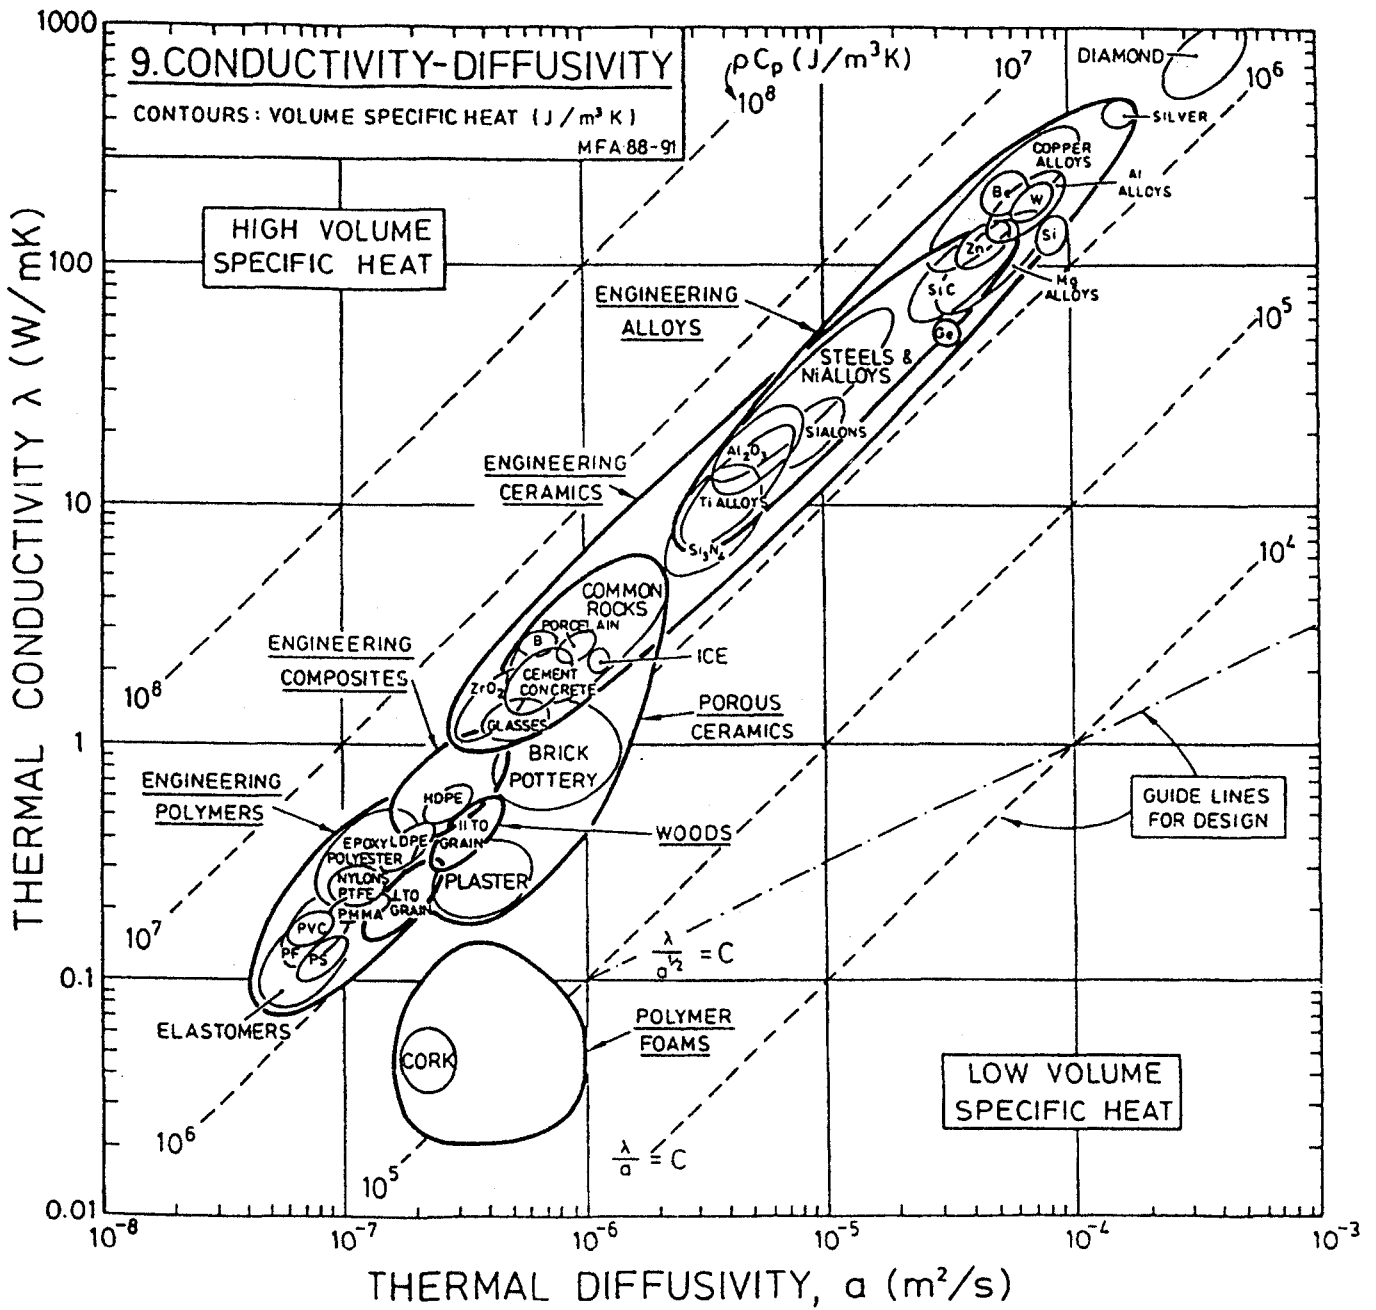 1000
9. CONDUCTIVITY-DIFFUSIVITY
CONTOURS: VOLUME SPECIFIC HEAT (J/m³K)
MFA·88-91
ρCp (J/m³K)
10⁸
10⁷
DIAMOND
10⁶
SILVER
COPPER
ALLOYS
Al
ALLOYS
Be
W
Si
Zn
SiC
Mg
ALLOYS
Ge
HIGH VOLUME
SPECIFIC HEAT
100
ENGINEERING
ALLOYS
10⁵
STEELS &
Ni ALLOYS
SIALONS
Al₂O₃
ENGINEERING
CERAMICS
10
Ti ALLOYS
Si₃N₄
10⁴
COMMON
ROCKS
PORCELAIN
B
ICE
ENGINEERING
COMPOSITES
ZrO₂
CEMENT
CONCRETE
10⁸
GLASSES
POROUS
CERAMICS
1
BRICK
POTTERY
ENGINEERING
POLYMERS
HDPE
GUIDE LINES
FOR DESIGN
EPOXY
LDPE
POLYESTER
II TO
GRAIN
WOODS
NYLONS
PTFE
PLASTER
⊥TO
GRAIN
PMMA
PVC
PF
PS
10⁷
λ/a^½ = C
0.1
ELASTOMERS
POLYMER
FOAMS
CORK
LOW VOLUME
SPECIFIC HEAT
10⁶
10⁵
λ/a = C
0.01
10⁻⁸
10⁻⁷
10⁻⁶
10⁻⁵
10⁻⁴
10⁻³
THERMAL CONDUCTIVITY λ (W/mK)
THERMAL DIFFUSIVITY, a (m²/s)